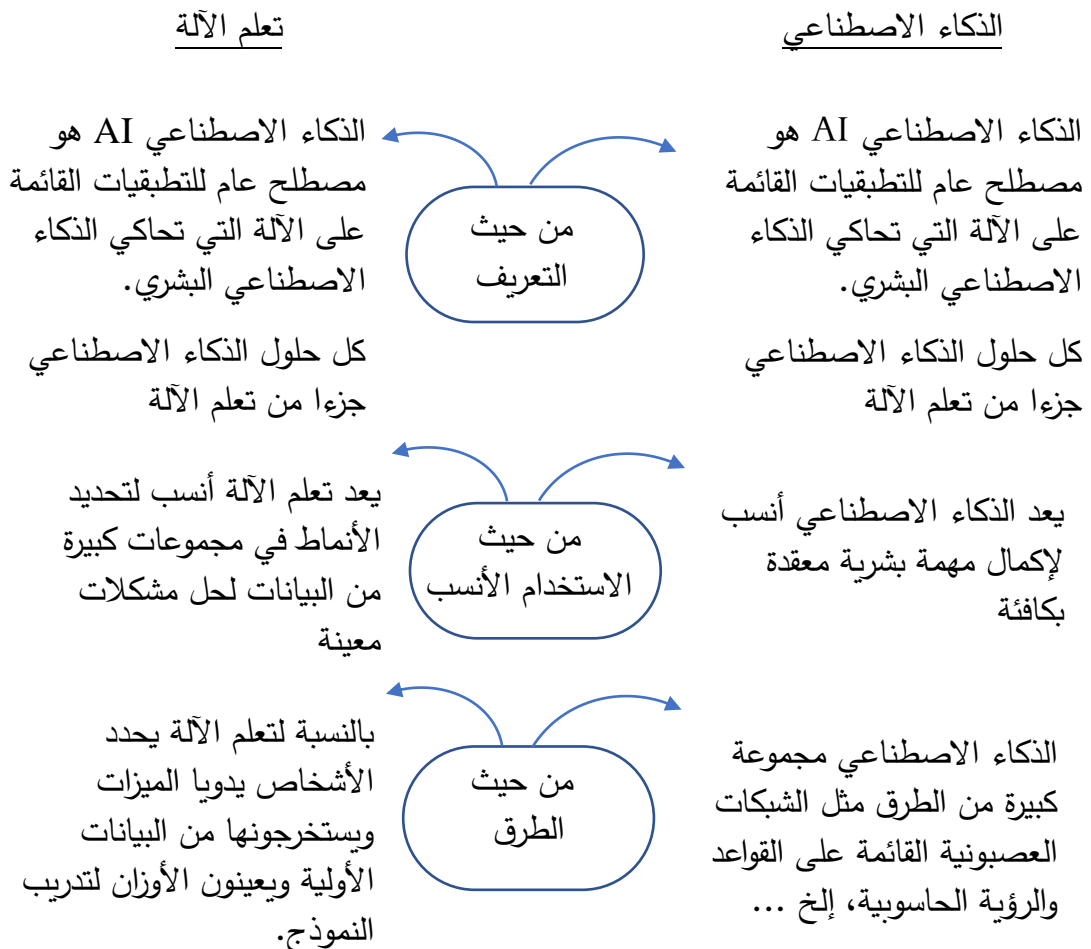 الذكاء الاصطناعي
تعلم الآلة
الذكاء الاصطناعي AI هو
مصطلح عام للتطبقيات القائمة
على الآلة التي تحاكي الذكاء
الاصطناعي البشري.
من حيث
التعريف
الذكاء الاصطناعي AI هو
مصطلح عام للتطبقيات القائمة
على الآلة التي تحاكي الذكاء
الاصطناعي البشري.
كل حلول الذكاء الاصطناعي
جزءا من تعلم الآلة
كل حلول الذكاء الاصطناعي
جزءا من تعلم الآلة
يعد الذكاء الاصطناعي أنسب
لإكمال مهمة بشرية معقدة
بكافئة
من حيث
الاستخدام الأنسب
يعد تعلم الآلة أنسب لتحديد
الأنماط في مجموعات كبيرة
من البيانات لحل مشكلات
معينة
الذكاء الاصطناعي مجموعة
كبيرة من الطرق مثل الشبكات
العصبونية القائمة على القواعد
والرؤية الحاسوبية، إلخ ...
من حيث
الطرق
بالنسبة لتعلم الآلة يحدد
الأشخاص يدويا الميزات
ويستخرجونها من البيانات
الأولية ويعينون الأوزان لتدريب
النموذج.